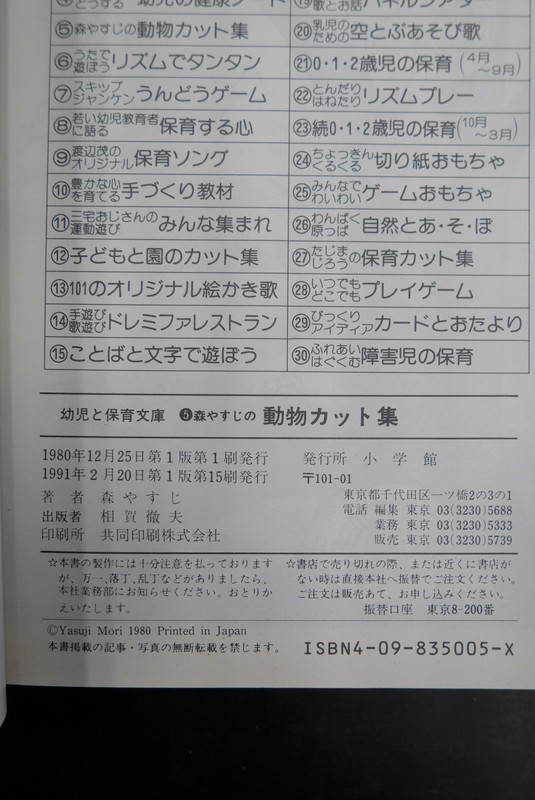 幼児の健康
⑤森やすじの動物カット集
⑥うたで遊ぼうリズムでタンタン
⑦スキップジャンケンうんどうゲーム
⑧若い幼児教育者に語る保育する心
⑨渡辺茂のオリジナル保育ソング
⑩豊かな心を育てる手づくり教材
⑪三宅おじさんの運動遊びみんな集まれ
⑫子どもと園のカット集
⑬101のオリジナル絵かき歌
⑭手遊び歌遊びドレミファレストラン
⑮ことばと文字で遊ぼう
⑳乳児のための空とぶあそび歌
㉑0・1・2歳児の保育(4月〜9月)
㉒とんだりはねたりリズムプレー
㉓続0・1・2歳児の保育(10月〜3月)
㉔ちょっきんくるくる切り紙おもちゃ
㉕みんなでわいわいゲームおもちゃ
㉖わんぱく原っぱ自然とあ・そ・ぼ
㉗たじまじろうの保育カット集
㉘いつでもどこでもプレイゲーム
㉙びっくりアイディアカードとおたより
㉚ふれあいはぐくむ障害児の保育
幼児と保育文庫 ❺森やすじの 動物カット集
1980年12月25日第1版第1刷発行
1991年2月20日第1版第15刷発行
著者 森やすじ
出版者 相賀徹夫
印刷所 共同印刷株式会社
発行所 小学館
〒101-01
東京都千代田区一ツ橋2の3の1
電話 編集 東京 03(3230)5688
業務 東京 03(3230)5333
販売 東京 03(3230)5739
☆本書の製作には十分注意を払っております
が、万一、落丁、乱丁などがありましたら、
本社業務部にお知らせください。おとりか
えいたします。
☆書店で売り切れの際、または近くに書店が
ない時は直接本社へ振替でご注文ください。
ご注文は販売あて、お申し込みください。
振替口座 東京8-200番
©Yasuji Mori 1980 Printed in Japan
本書掲載の記事・写真の無断転載を禁じます。
ISBN4-09-835005-X